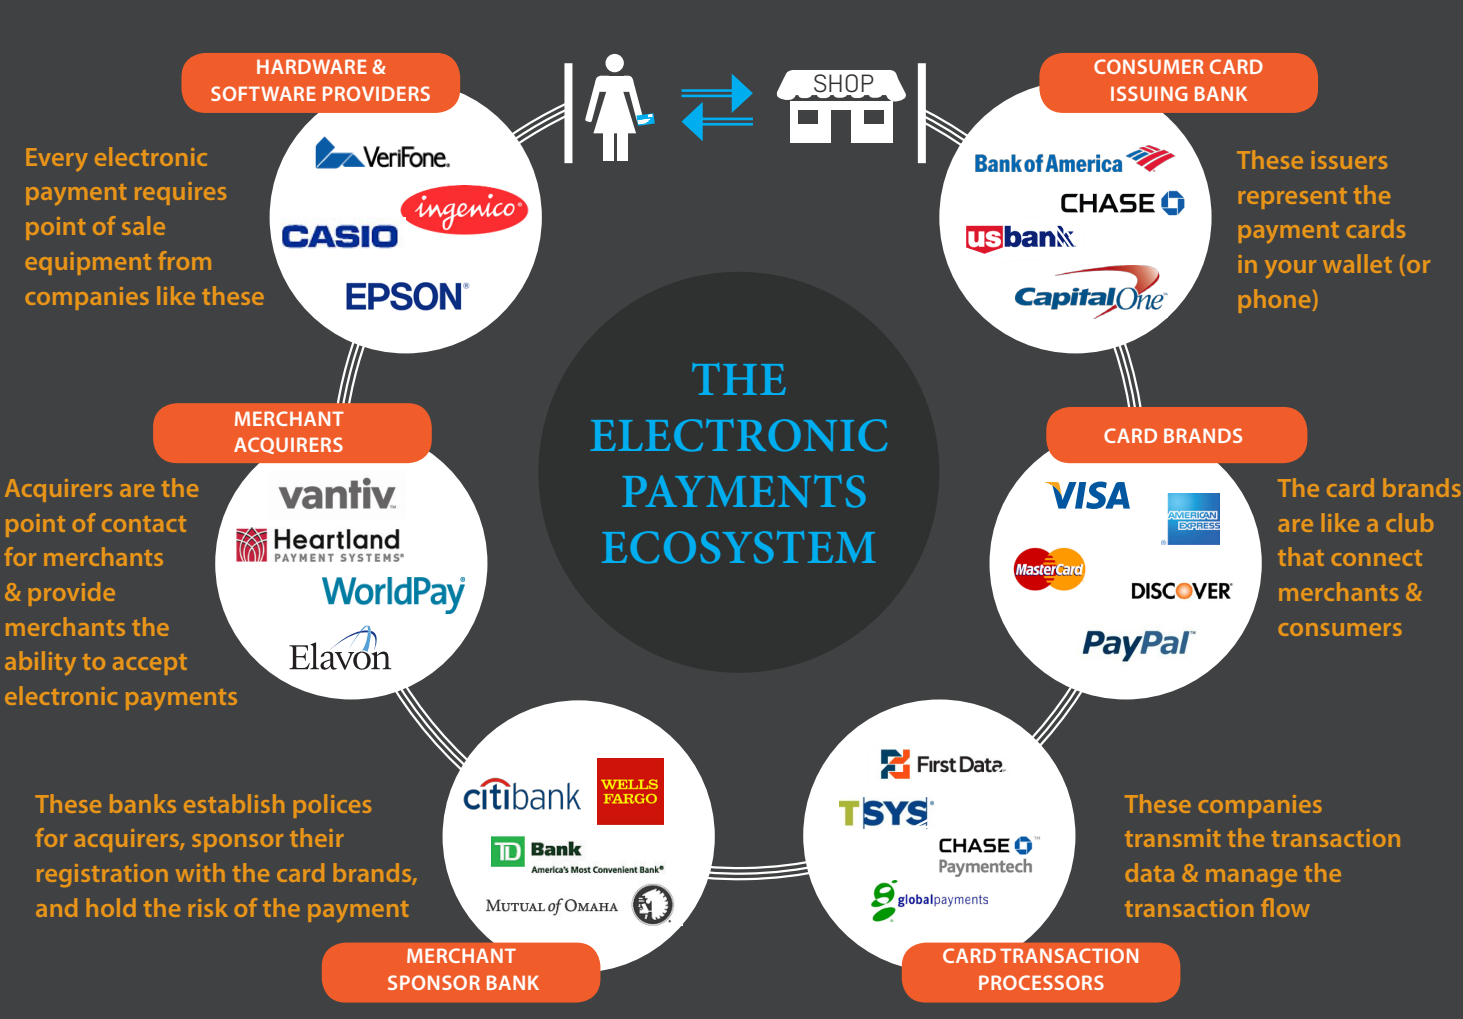 HARDWARE &
SOFTWARE PROVIDERS
Every electronic
payment requires
point of sale
equipment from
companies like these
VeriFone.
ingenico®
CASIO
EPSON®
SHOP
CONSUMER CARD
ISSUING BANK
Bank of America
CHASE
usbank
Capital One™
These issuers
represent the
payment cards
in your wallet (or
phone)
THE
ELECTRONIC
PAYMENTS
ECOSYSTEM
MERCHANT
ACQUIRERS
Acquirers are the
point of contact
for merchants
& provide
merchants the
ability to accept
electronic payments
vantiv™
Heartland
PAYMENT SYSTEMS®
WorldPay
Elavon
CARD BRANDS
VISA
AMERICAN
EXPRESS
®
MasterCard
DISCOVER®
PayPal™
The card brands
are like a club
that connect
merchants &
consumers
These banks establish polices
for acquirers, sponsor their
registration with the card brands,
and hold the risk of the payment
citibank
WELLS
FARGO
TD Bank
America's Most Convenient Bank®
MUTUAL of OMAHA
MERCHANT
SPONSOR BANK
First Data.
TSYS®
CHASE™
Paymentech
globalpayments
CARD TRANSACTION
PROCESSORS
These companies
transmit the transaction
data & manage the
transaction flow